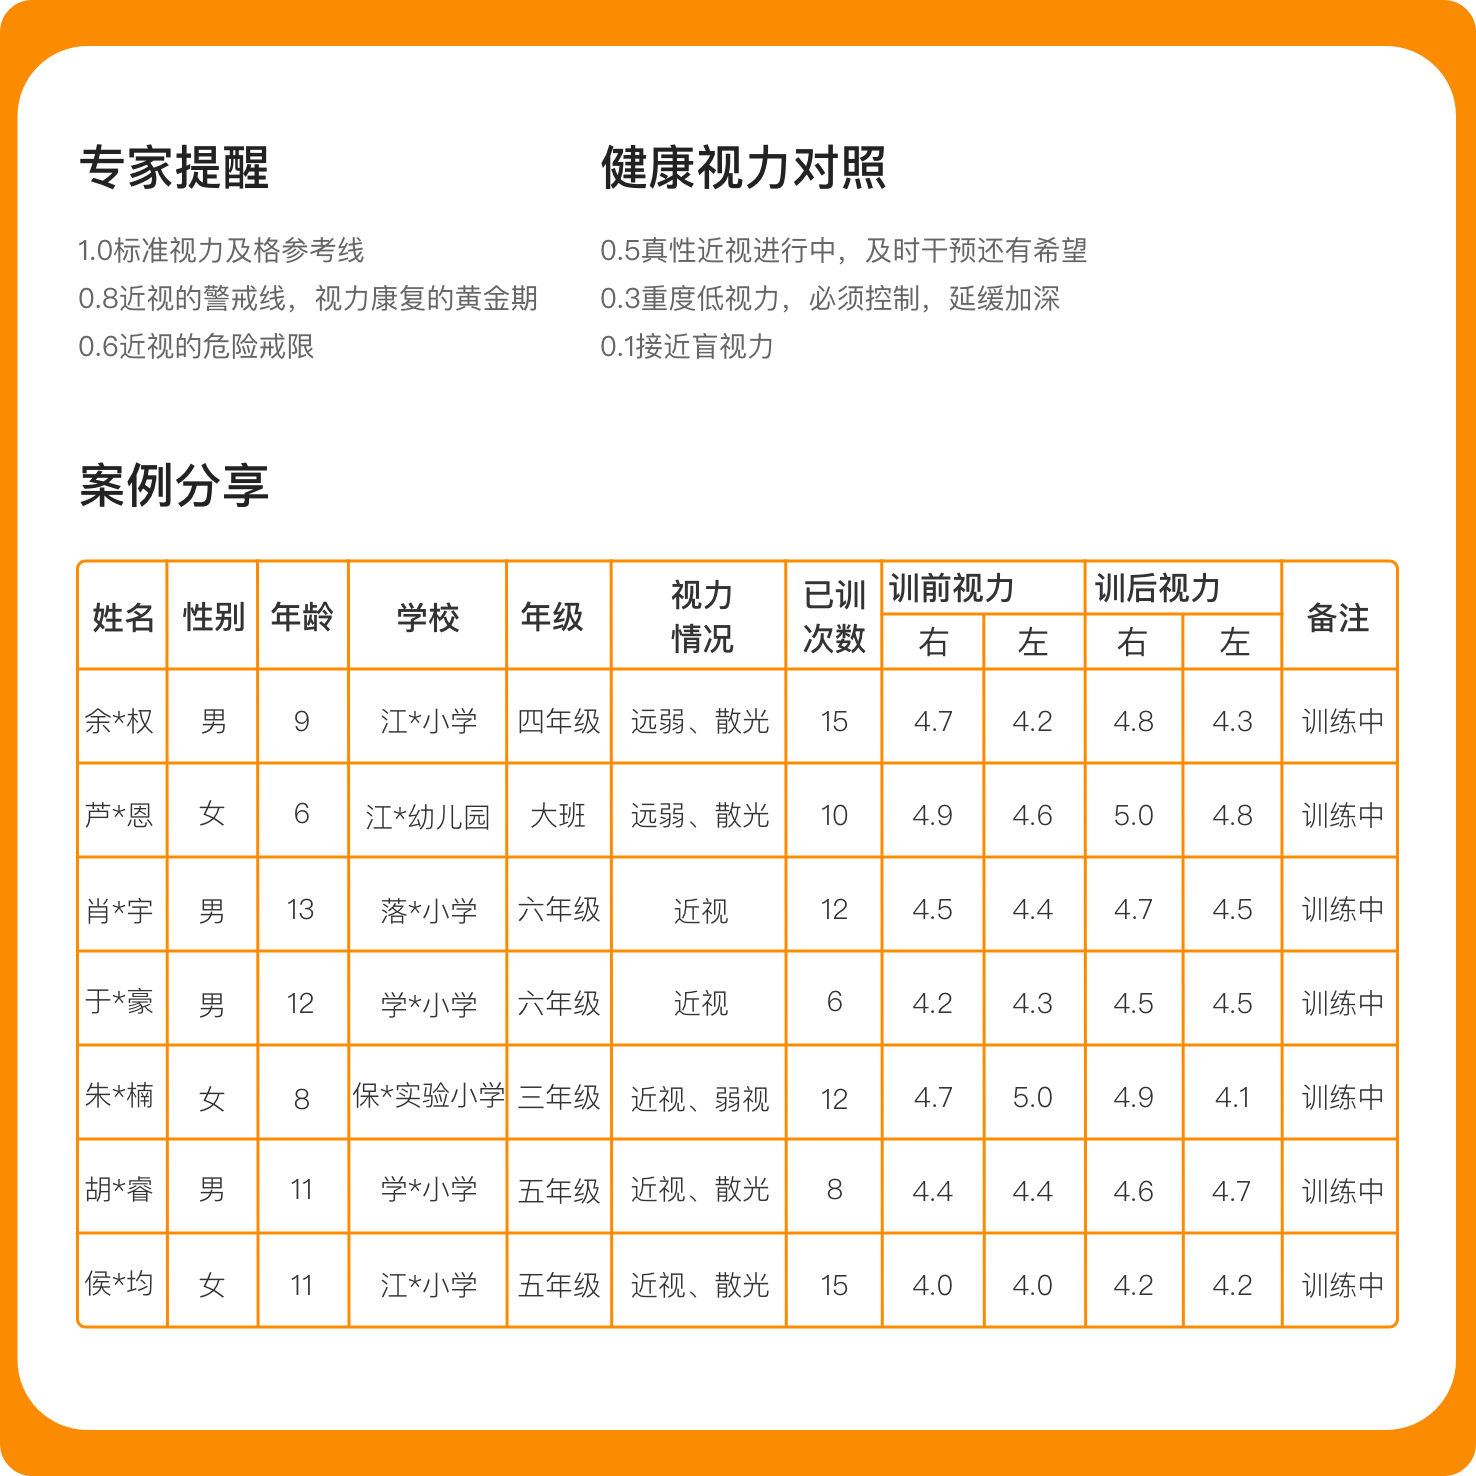 专家提醒
1.0标准视力及格参考线
0.8近视的警戒线，视力康复的黄金期
0.6近视的危险戒限
健康视力对照
0.5真性近视进行中，及时干预还有希望
0.3重度低视力，必须控制，延缓加深
0.1接近盲视力
案例分享
姓名 性别 年龄 学校 年级 视力情况 已训次数 训前视力 训后视力 备注
右 左 右 左
余*权 男 9 江*小学 四年级 远弱、散光 15 4.7 4.2 4.8 4.3 训练中
芦*恩 女 6 江*幼儿园 大班 远弱、散光 10 4.9 4.6 5.0 4.8 训练中
肖*宇 男 13 落*小学 六年级 近视 12 4.5 4.4 4.7 4.5 训练中
于*豪 男 12 学*小学 六年级 近视 6 4.2 4.3 4.5 4.5 训练中
朱*楠 女 8 保*实验小学 三年级 近视、弱视 12 4.7 5.0 4.9 4.1 训练中
胡*睿 男 11 学*小学 五年级 近视、散光 8 4.4 4.4 4.6 4.7 训练中
侯*均 女 11 江*小学 五年级 近视、散光 15 4.0 4.0 4.2 4.2 训练中